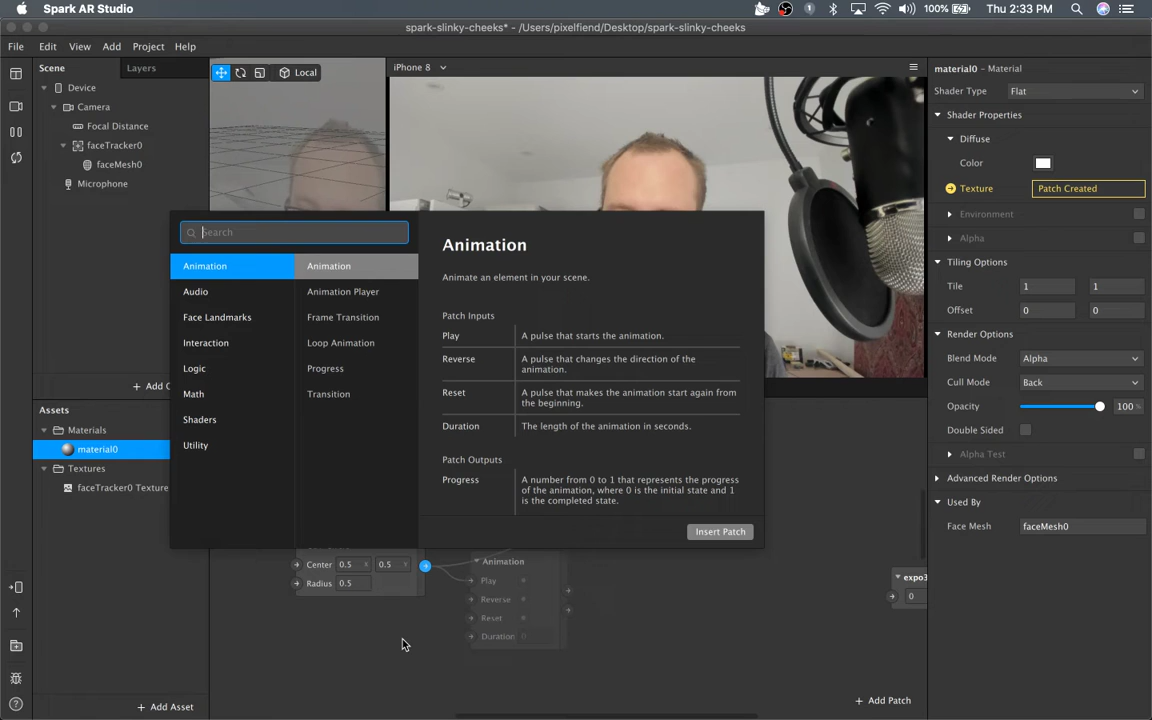 Spark AR Studio
100%
Thu 2:33 PM
spark-slinky-cheeks* - /Users/pixelfiend/Desktop/spark-slinky-cheeks
File Edit View Add Project Help
Scene Layers
Device
Camera
Focal Distance
faceTracker0
faceMesh0
Microphone
+ Add O
Assets
Materials
material0
Textures
faceTracker0 Texture
+ Add Asset
Local
iPhone 8
Search
Animation
Audio
Face Landmarks
Interaction
Logic
Math
Shaders
Utility
Animation
Animation Player
Frame Transition
Loop Animation
Progress
Transition
Animation
Animate an element in your scene.
Patch Inputs
Play A pulse that starts the animation.
Reverse A pulse that changes the direction of the
animation.
Reset A pulse that makes the animation start again from
the beginning.
Duration The length of the animation in seconds.
Patch Outputs
Progress A number from 0 to 1 that represents the progress
of the animation, where 0 is the initial state and 1
is the completed state.
Insert Patch
Center 0.5 X 0.5 Y
Radius 0.5
Animation
Play
Reverse
Reset
Duration 0
expo3
0
+ Add Patch
material0 – Material
Shader Type Flat
Shader Properties
Diffuse
Color
Texture Patch Created
Environment
Alpha
Tiling Options
Tile 1 1
Offset 0 0
Render Options
Blend Mode Alpha
Cull Mode Back
Opacity 100 %
Double Sided
Alpha Test
Advanced Render Options
Used By
Face Mesh faceMesh0